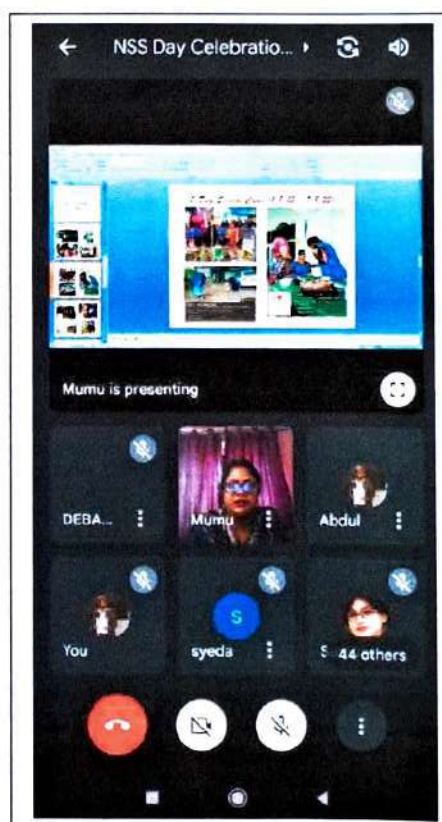 NSS Day Celebratio...
Mumu is presenting
DEBA...
Mumu
Abdul
You
S
syeda
S 44 others